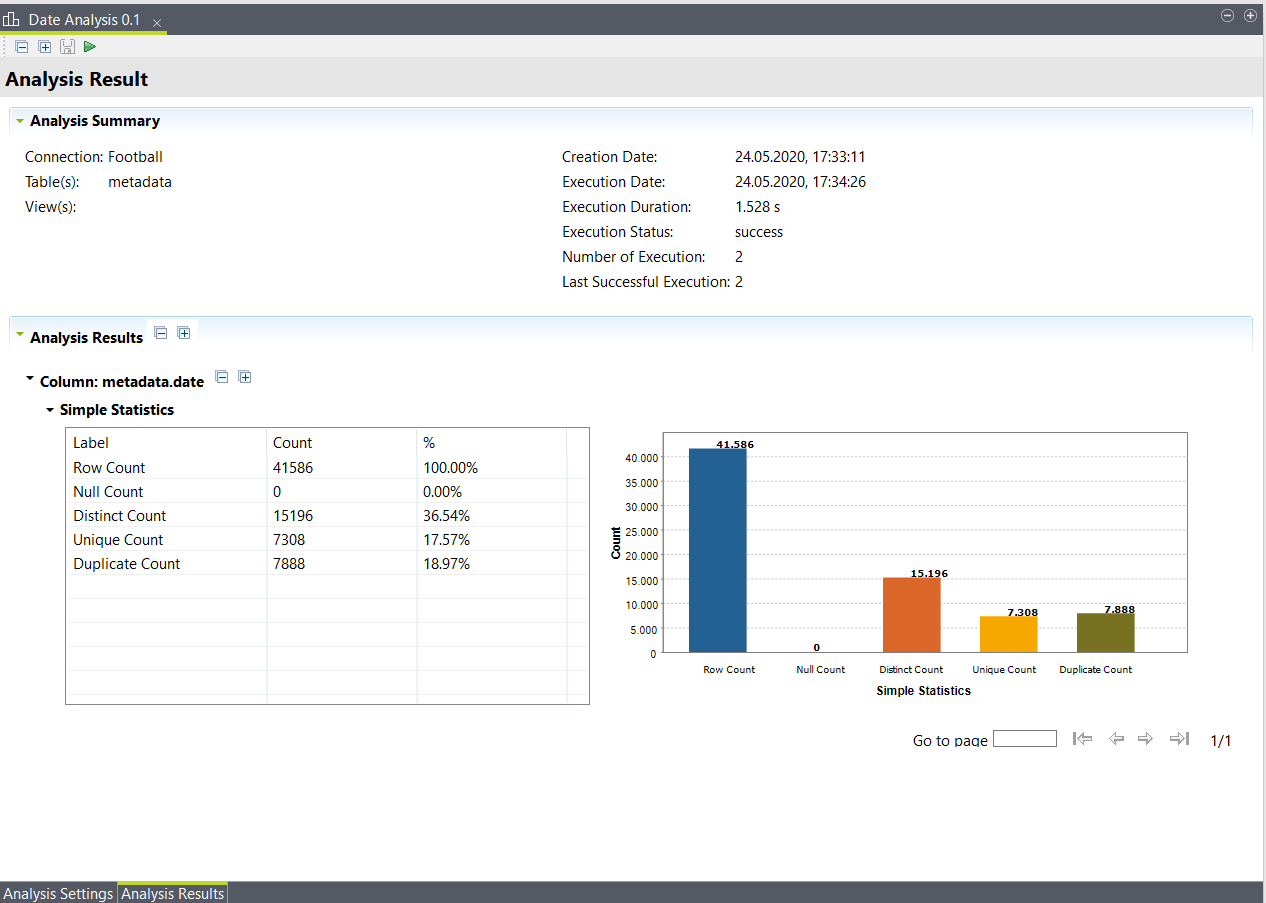 Date Analysis 0.1
Analysis Result
Analysis Summary
Connection: Football
Table(s): metadata
View(s):
Creation Date: 24.05.2020, 17:33:11
Execution Date: 24.05.2020, 17:34:26
Execution Duration: 1.528 s
Execution Status: success
Number of Execution: 2
Last Successful Execution: 2
Analysis Results
Column: metadata.date
Simple Statistics
Label Count %
Row Count 41586 100.00%
Null Count 0 0.00%
Distinct Count 15196 36.54%
Unique Count 7308 17.57%
Duplicate Count 7888 18.97%
41.586
40.000
35.000
30.000
25.000
20.000
15.000
10.000
5.000
0
Count
0
15.196
7.308
7.888
Row Count Null Count Distinct Count Unique Count Duplicate Count
Simple Statistics
Go to page 1/1
Analysis Settings Analysis Results